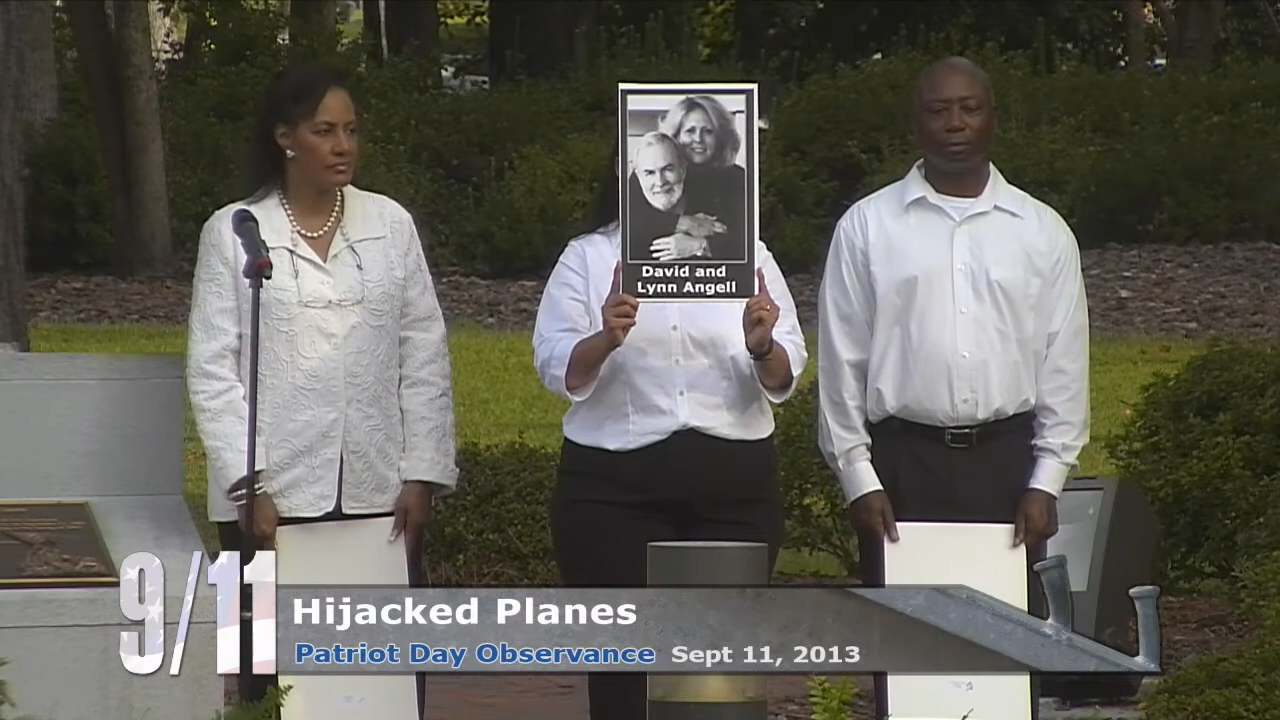 David and
Lynn Angell
9/11
Hijacked Planes
Patriot Day Observance Sept 11, 2013